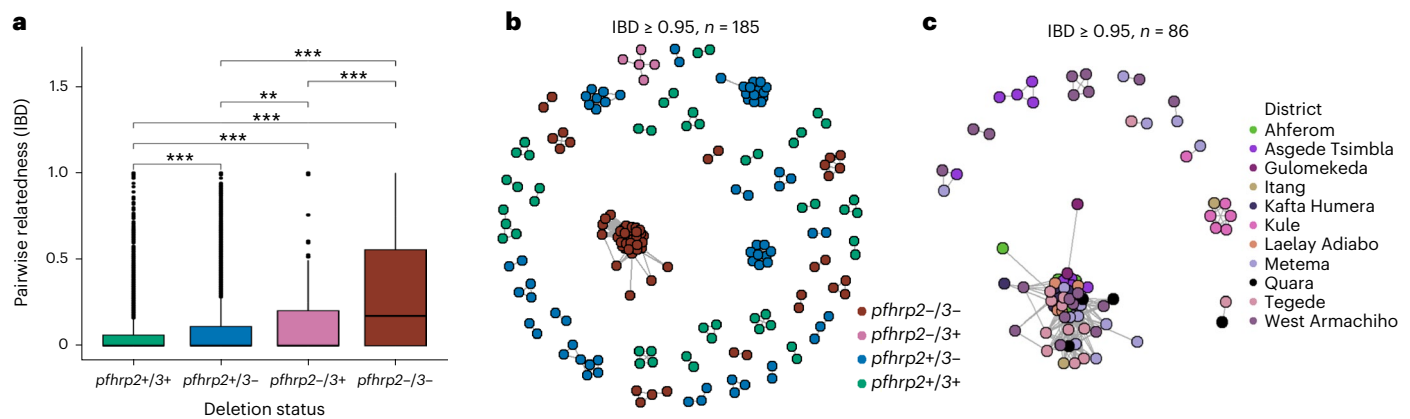 a
Pairwise relatedness (IBD)
1.5
1.0
0.5
0
***
***
**
***
***
***
pfhrp2+/3+
pfhrp2+/3−
pfhrp2−/3+
pfhrp2−/3−
Deletion status
b
IBD ≥ 0.95, n = 185
pfhrp2−/3−
pfhrp2−/3+
pfhrp2+/3−
pfhrp2+/3+
c
IBD ≥ 0.95, n = 86
District
Ahferom
Asgede Tsimbla
Gulomekeda
Itang
Kafta Humera
Kule
Laelay Adiabo
Metema
Quara
Tegede
West Armachiho